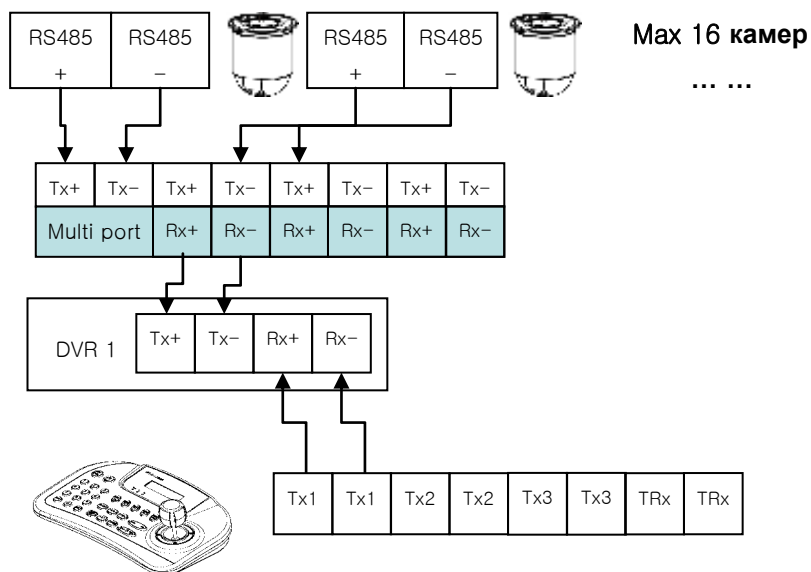 RS485 RS485 RS485 RS485 Max 16 камер
+ − + − ... ...
Tx+ Tx− Tx+ Tx− Tx+ Tx− Tx+ Tx−
Multi port Rx+ Rx− Rx+ Rx− Rx+ Rx−
DVR 1 Tx+ Tx− Rx+ Rx−
Tx1 Tx1 Tx2 Tx2 Tx3 Tx3 TRx TRx